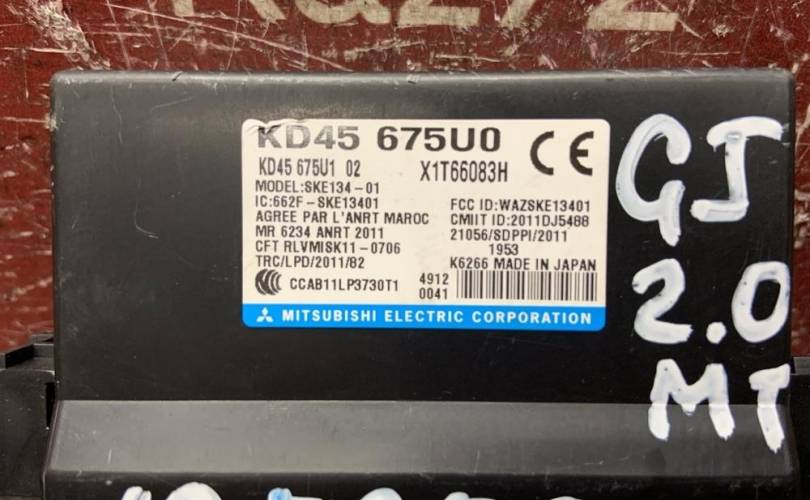 KD45 675U0
KD45 675U1 02 X1T66083H
MODEL:SKE134-01
IC:662F-SKE13401 FCC ID:WAZSKE13401
AGREE PAR L'ANRT MAROC CMIIT ID:2011DJ5488
MR 6234 ANRT 2011 21056/SDPPI/2011
CFT RLVMISK11-0706 1953
TRC/LPD/2011/82 K6266 MADE IN JAPAN
CCC CCAB11LP3730T1 4912
0041
MITSUBISHI ELECTRIC CORPORATION
CE
GJ
2.0
MT